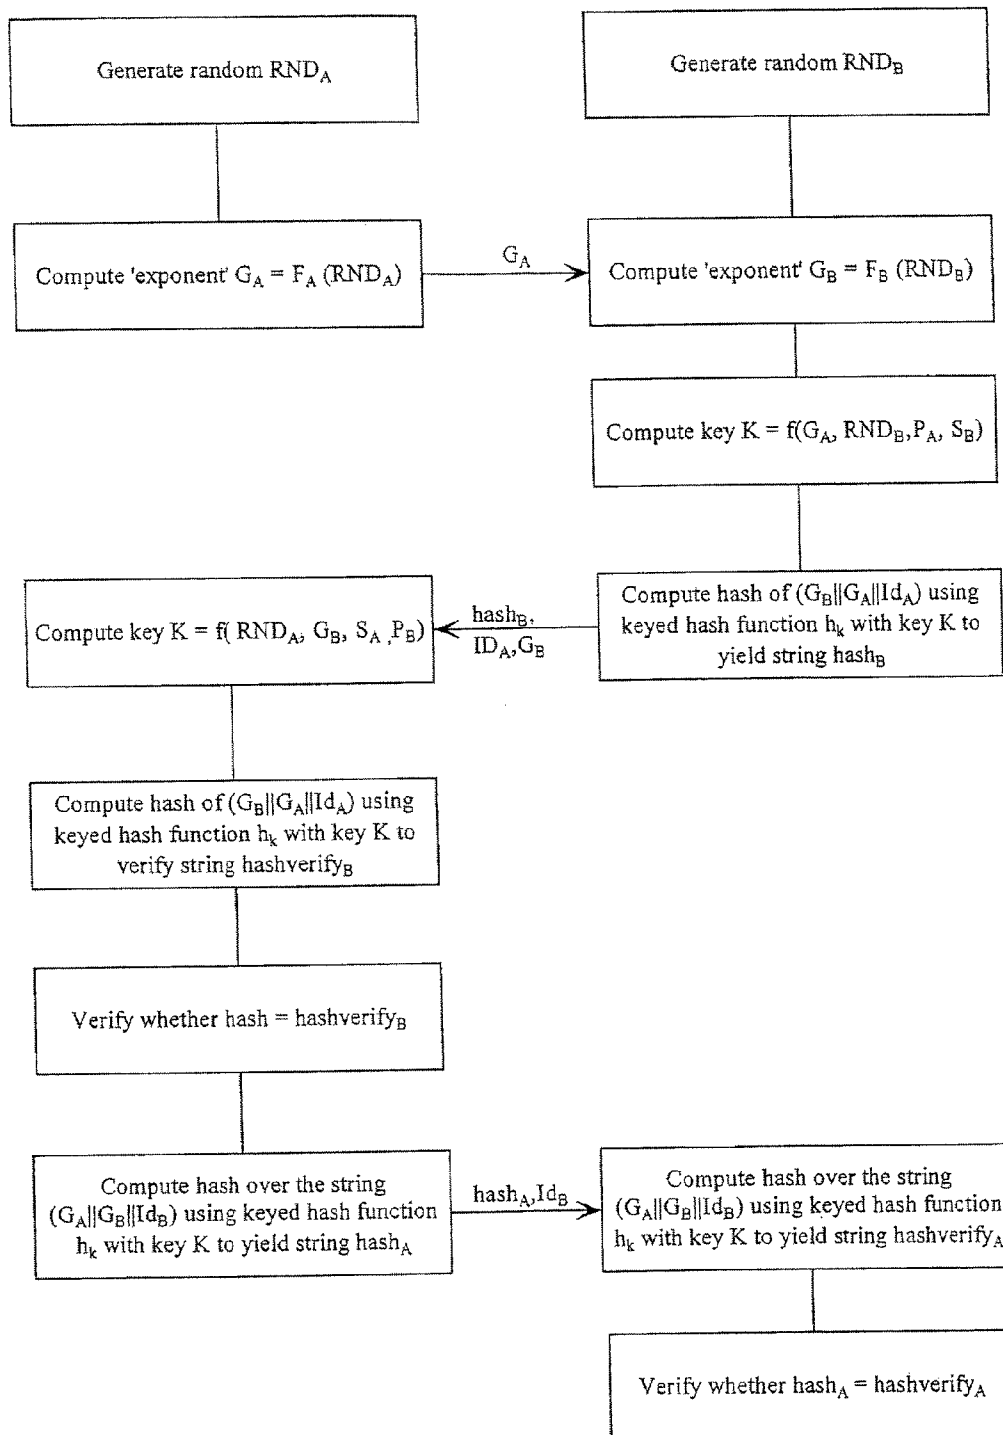 Generate random RND_A
Generate random RND_B
Compute 'exponent' G_A = F_A (RND_A)
G_A
Compute 'exponent' G_B = F_B (RND_B)
Compute key K = f(G_A, RND_B,P_A, S_B)
Compute hash of (G_B||G_A||Id_A) using
keyed hash function h_k with key K to
yield string hash_B
hash_B,
ID_A,G_B
Compute key K = f( RND_A, G_B, S_A ,P_B)
Compute hash of (G_B||G_A||Id_A) using
keyed hash function h_k with key K to
verify string hashverify_B
Verify whether hash = hashverify_B
Compute hash over the string
(G_A||G_B||Id_B) using keyed hash function
h_k with key K to yield string hash_A
hash_A,Id_B
Compute hash over the string
(G_A||G_B||Id_B) using keyed hash function
h_k with key K to yield string hashverify_A
Verify whether hash_A = hashverify_A